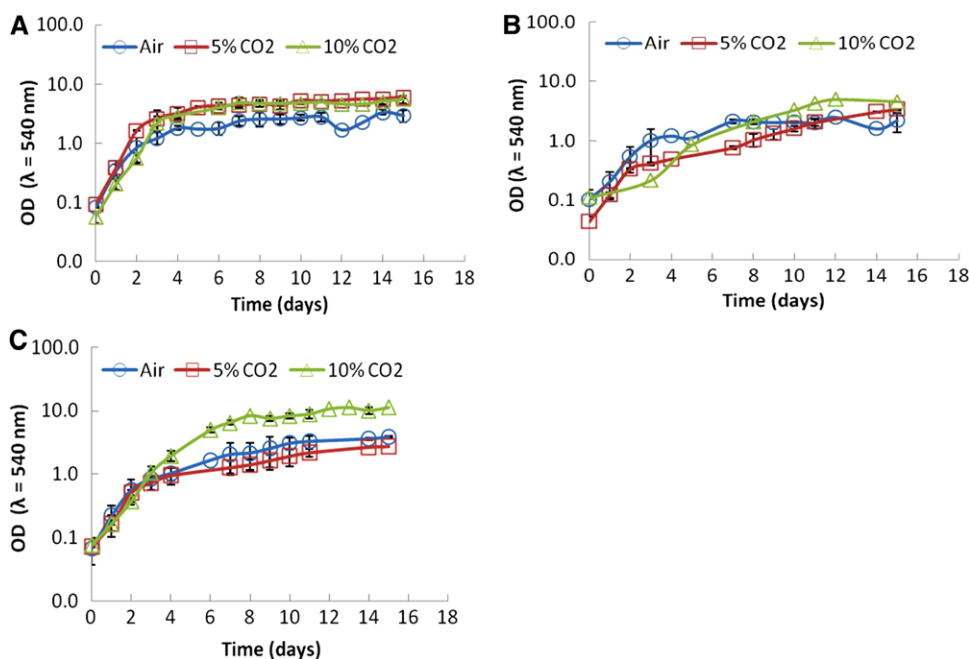 A
Air 5% CO2 10% CO2
100.0
10.0
1.0
0.1
0.0
OD (λ = 540 nm)
0 2 4 6 8 10 12 14 16 18
Time (days)
B
Air 5% CO2 10% CO2
100.0
10.0
1.0
0.1
0.0
OD (λ = 540 nm)
0 2 4 6 8 10 12 14 16 18
Time (days)
C
Air 5% CO2 10% CO2
100.0
10.0
1.0
0.1
0.0
OD (λ = 540 nm)
0 2 4 6 8 10 12 14 16 18
Time (days)